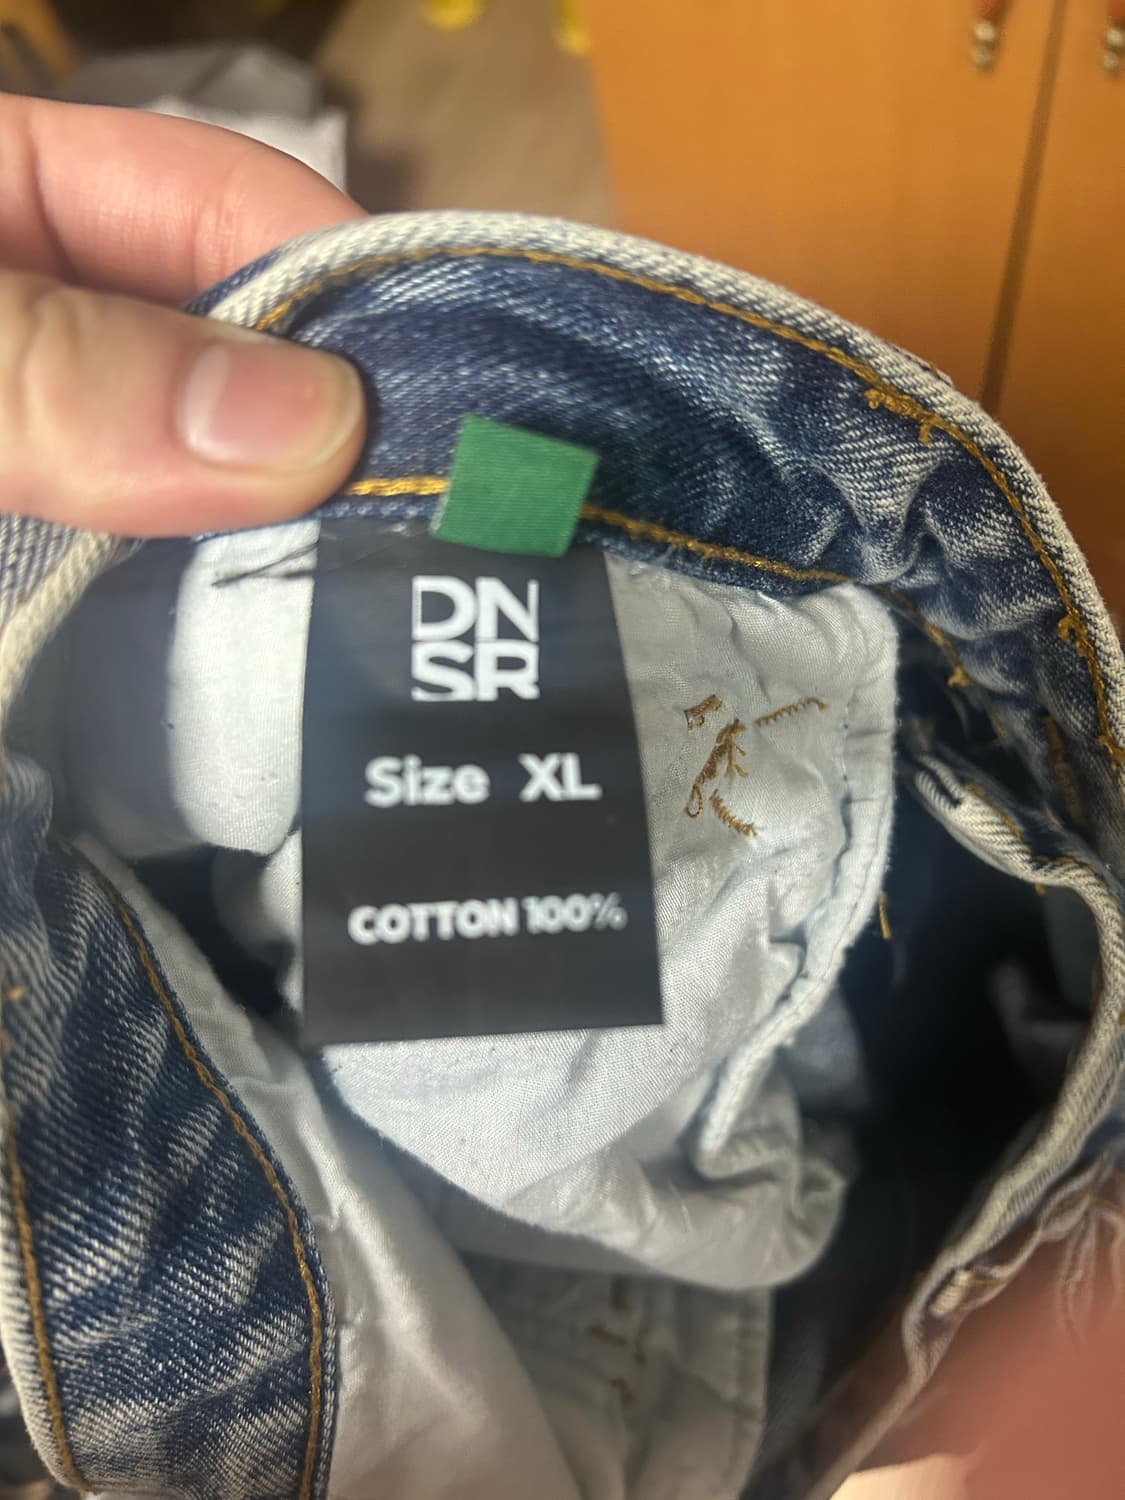 DN
SR
Size XL
COTTON 100%